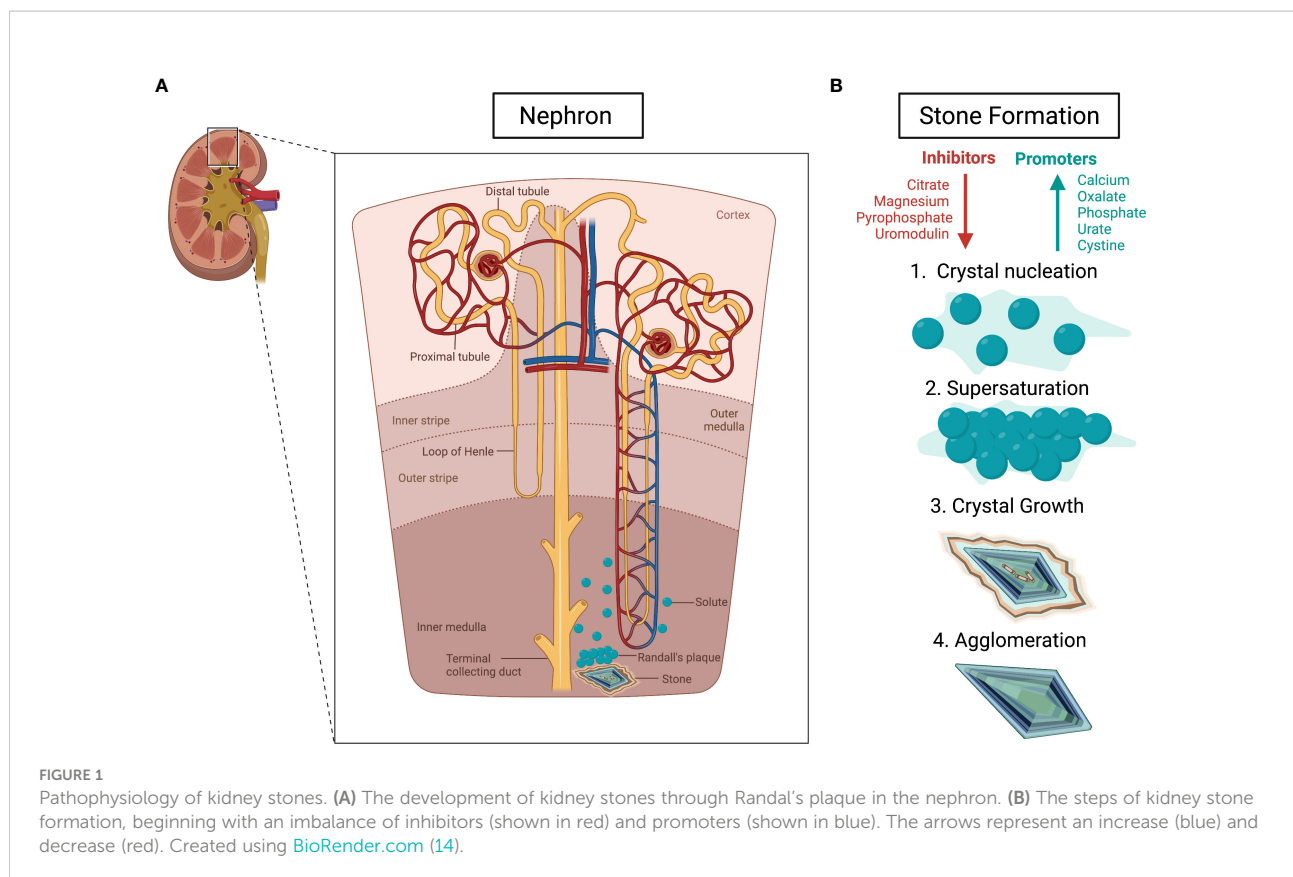 A
Nephron
Distal tubule
Cortex
Proximal tubule
Inner stripe
Outer
medulla
Loop of Henle
Outer stripe
Solute
Inner medulla
Terminal
collecting duct
Randall's plaque
Stone
B
Stone Formation
Inhibitors
Citrate
Magnesium
Pyrophosphate
Uromodulin
Promoters
Calcium
Oxalate
Phosphate
Urate
Cystine
1. Crystal nucleation
2. Supersaturation
3. Crystal Growth
4. Agglomeration
FIGURE 1
Pathophysiology of kidney stones. (A) The development of kidney stones through Randal’s plaque in the nephron. (B) The steps of kidney stone
formation, beginning with an imbalance of inhibitors (shown in red) and promoters (shown in blue). The arrows represent an increase (blue) and
decrease (red). Created using BioRender.com (14).